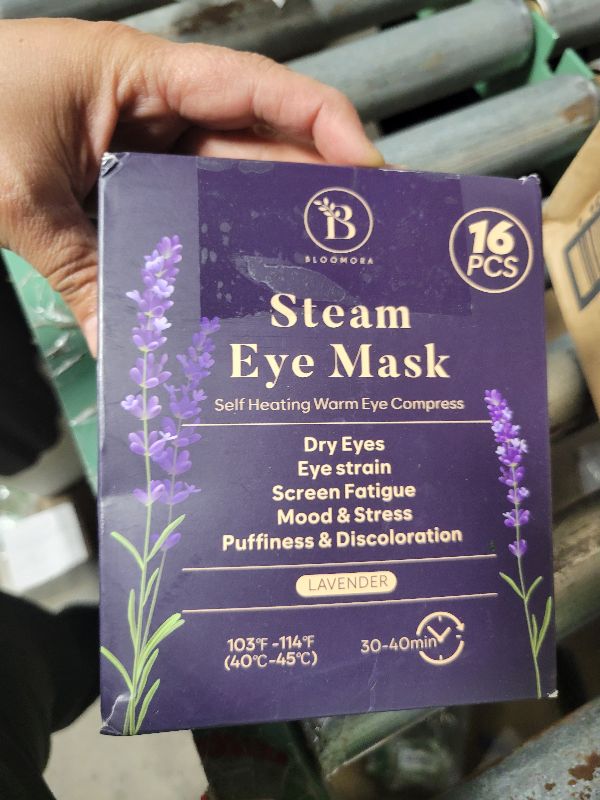 B
BLOOMORA
16
PCS
Steam
Eye Mask
Self Heating Warm Eye Compress
Dry Eyes
Eye strain
Screen Fatigue
Mood & Stress
Puffiness & Discoloration
LAVENDER
103°F -114°F
(40°C-45°C)
30-40min